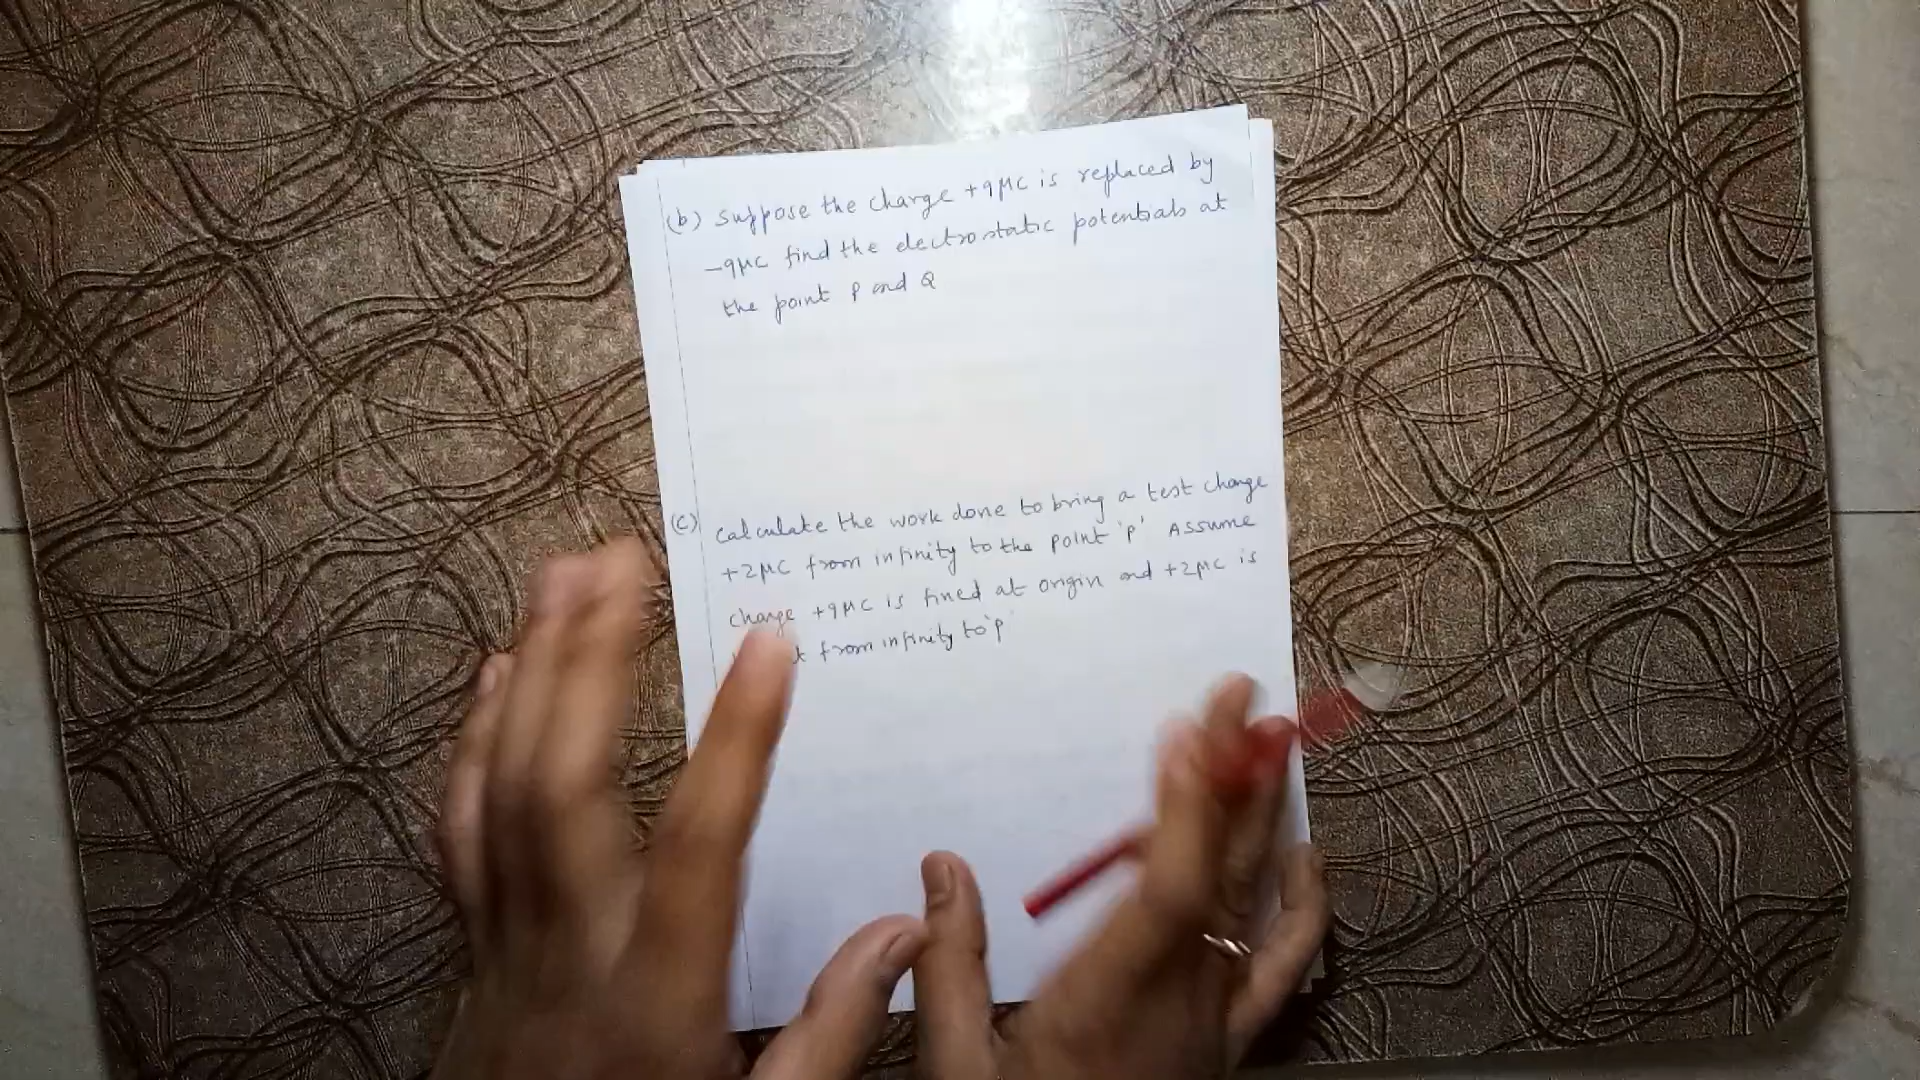 (b) Suppose the charge +9μC is replaced by
-9μC find the electrostatic potentials at
the point P and Q
(c) Calculate the work done to bring a test charge
+2μC from infinity to the point 'p' Assume
charge +9μC is fined at origin and +2μC is
from infinity to 'p'